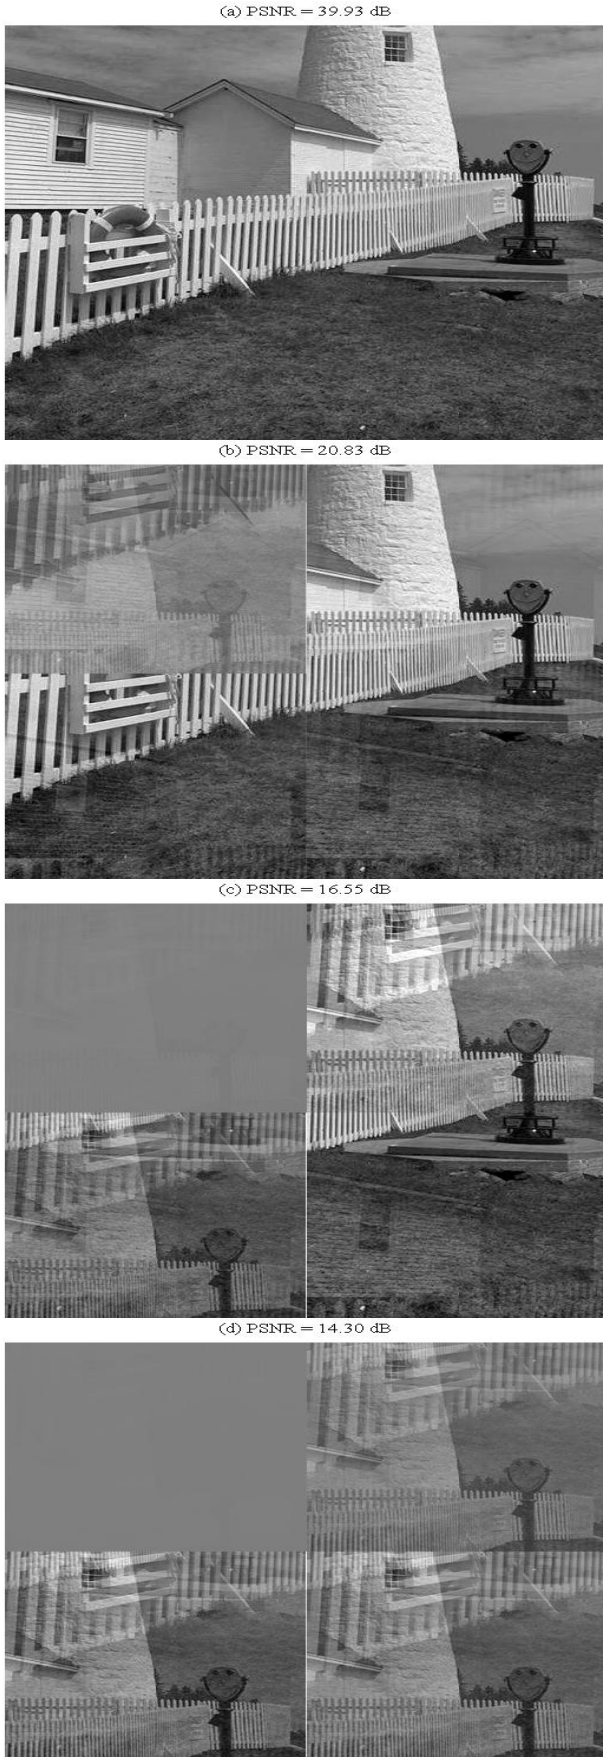 (a) PSNR = 39.93 dB
(b) PSNR = 20.83 dB
(c) PSNR = 16.55 dB
(d) PSNR = 14.30 dB